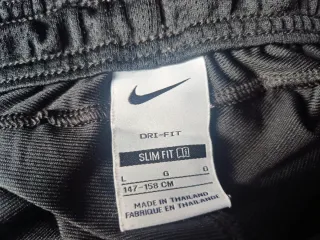 DRI-FIT
SLIM FIT
L G G
147-158 CM
MADE IN THAILAND
FABRIQUE EN THAILANDE